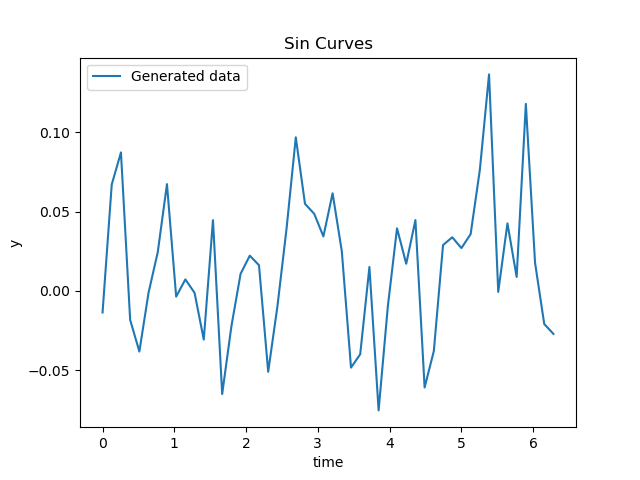 Sin Curves
Generated data
0.10
0.05
0.00
−0.05
y
0 1 2 3 4 5 6
time